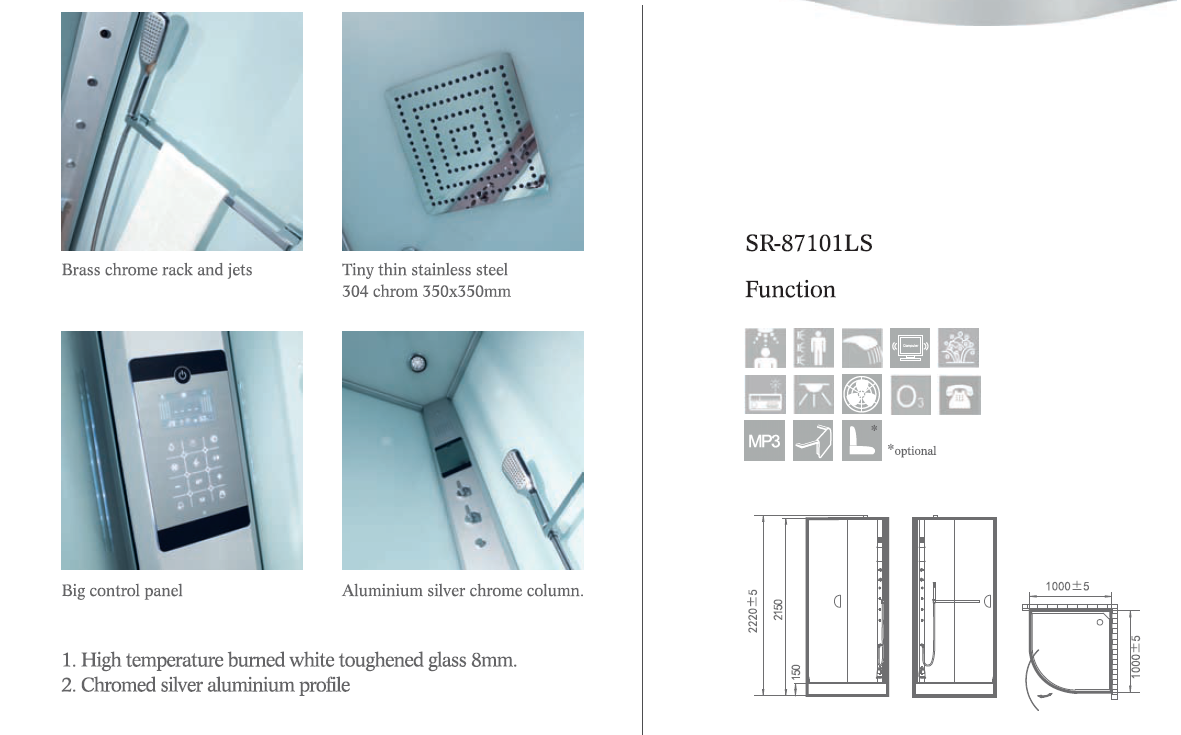 Brass chrome rack and jets
Tiny thin stainless steel
304 chrom 350x350mm
Big control panel
Aluminium silver chrome column.
1. High temperature burned white toughened glass 8mm.
2. Chromed silver aluminium profile
SR-87101LS
Function
O3
MP3
*
*optional
2220±5
2150
150
1000±5
1000±5